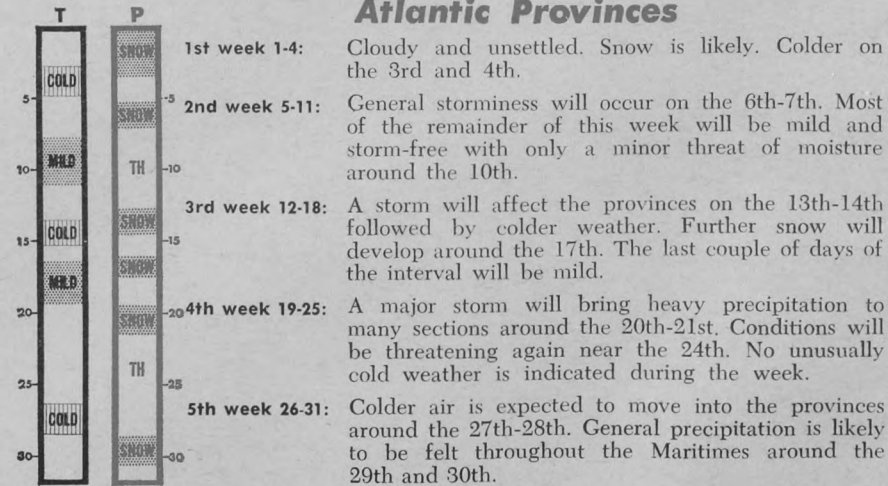 Atlantic Provinces
T P
SNOW
COLD
5- -5
SNOW
MILD TH
10- -10
SNOW
COLD
15- -15
SNOW
MILD
20- -20
SNOW
TH
25- -25
COLD
SNOW
30- -30
1st week 1-4: Cloudy and unsettled. Snow is likely. Colder on
the 3rd and 4th.
2nd week 5-11: General storminess will occur on the 6th-7th. Most
of the remainder of this week will be mild and
storm-free with only a minor threat of moisture
around the 10th.
3rd week 12-18: A storm will affect the provinces on the 13th-14th
followed by colder weather. Further snow will
develop around the 17th. The last couple of days of
the interval will be mild.
4th week 19-25: A major storm will bring heavy precipitation to
many sections around the 20th-21st. Conditions will
be threatening again near the 24th. No unusually
cold weather is indicated during the week.
5th week 26-31: Colder air is expected to move into the provinces
around the 27th-28th. General precipitation is likely
to be felt throughout the Maritimes around the
29th and 30th.